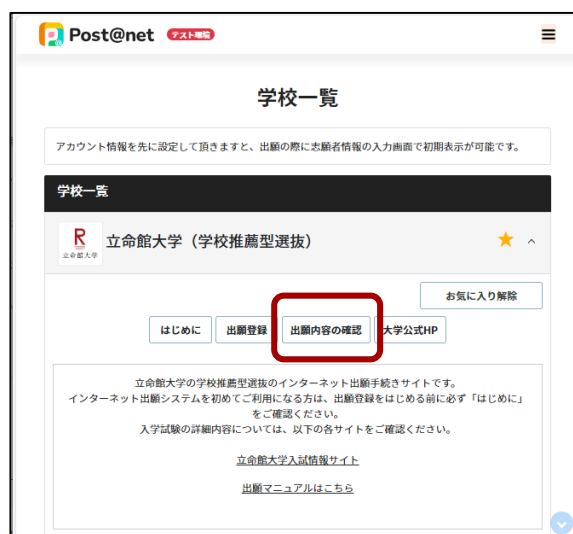 Post@net テスト環境
学校一覧
アカウント情報を先に設定して頂きますと、出願の際に志願者情報の入力画面で初期表示が可能です。
学校一覧
R 立命館大学 立命館大学（学校推薦型選抜）
お気に入り解除
はじめに 出願登録 出願内容の確認 大学公式HP
立命館大学の学校推薦型選抜のインターネット出願手続きサイトです。
インターネット出願システムを初めてご利用になる方は、出願登録をはじめる前に必ず「はじめに」
をご確認ください。
入学試験の詳細内容については、以下の各サイトをご確認ください。
立命館大学入試情報サイト
出願マニュアルはこちら